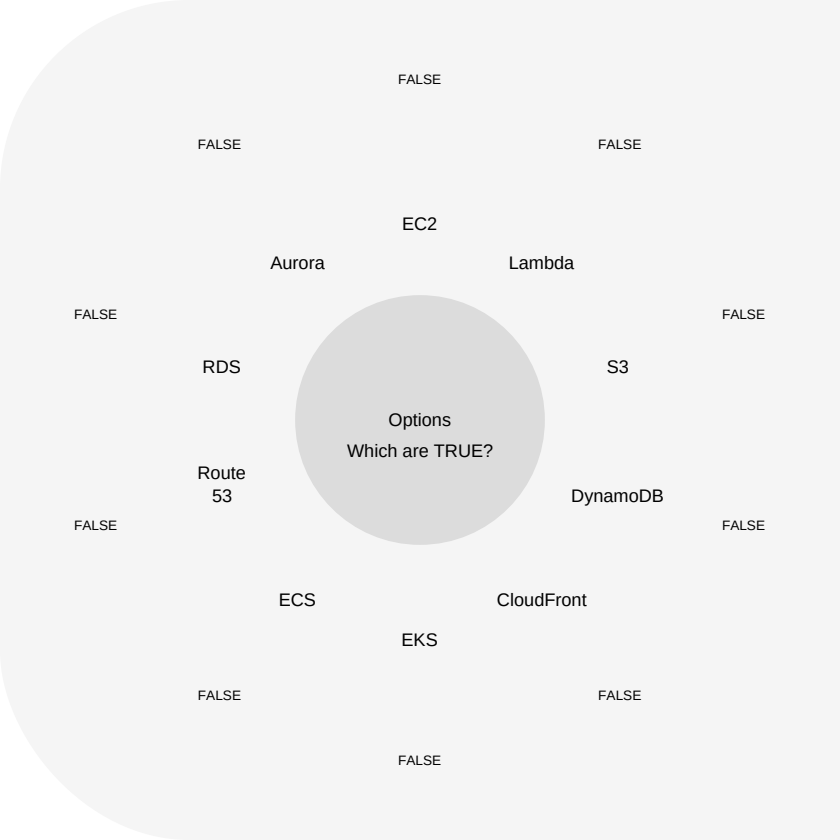 FALSE
FALSE
FALSE
EC2
Aurora
Lambda
FALSE
FALSE
RDS
S3
Options
Which are TRUE?
Route
53
DynamoDB
FALSE
FALSE
ECS
CloudFront
EKS
FALSE
FALSE
FALSE